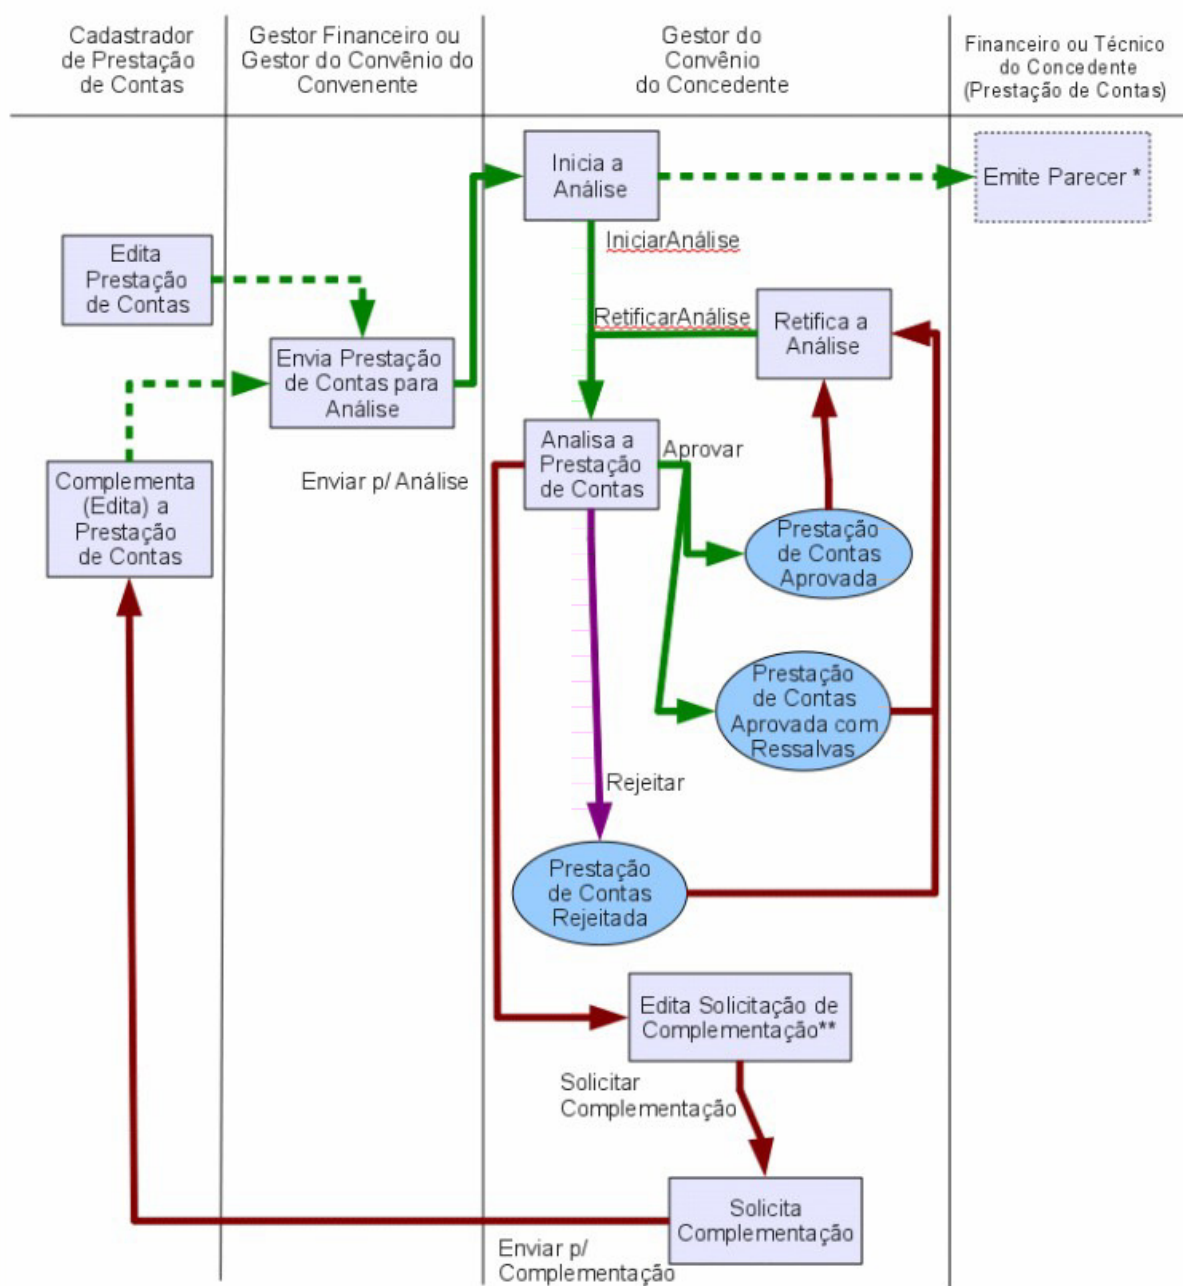 Cadastrador
de Prestação
de Contas
Gestor Financeiro ou
Gestor do Convênio do
Convenente
Gestor do
Convênio
do Concedente
Financeiro ou Técnico
do Concedente
(Prestação de Contas)
Inicia a
Análise
Emite Parecer *
IniciarAnálise
Edita
Prestação
de Contas
RetificarAnálise
Retifica a
Análise
Envia Prestação
de Contas para
Análise
Analisa a
Prestação
de Contas
Aprovar
Enviar p/ Análise
Complementa
(Edita) a
Prestação
de Contas
Prestação
de Contas
Aprovada
Prestação
de Contas
Aprovada com
Ressalvas
Rejeitar
Prestação
de Contas
Rejeitada
Edita Solicitação de
Complementação**
Solicitar
Complementação
Solicita
Complementação
Enviar p/
Complementação